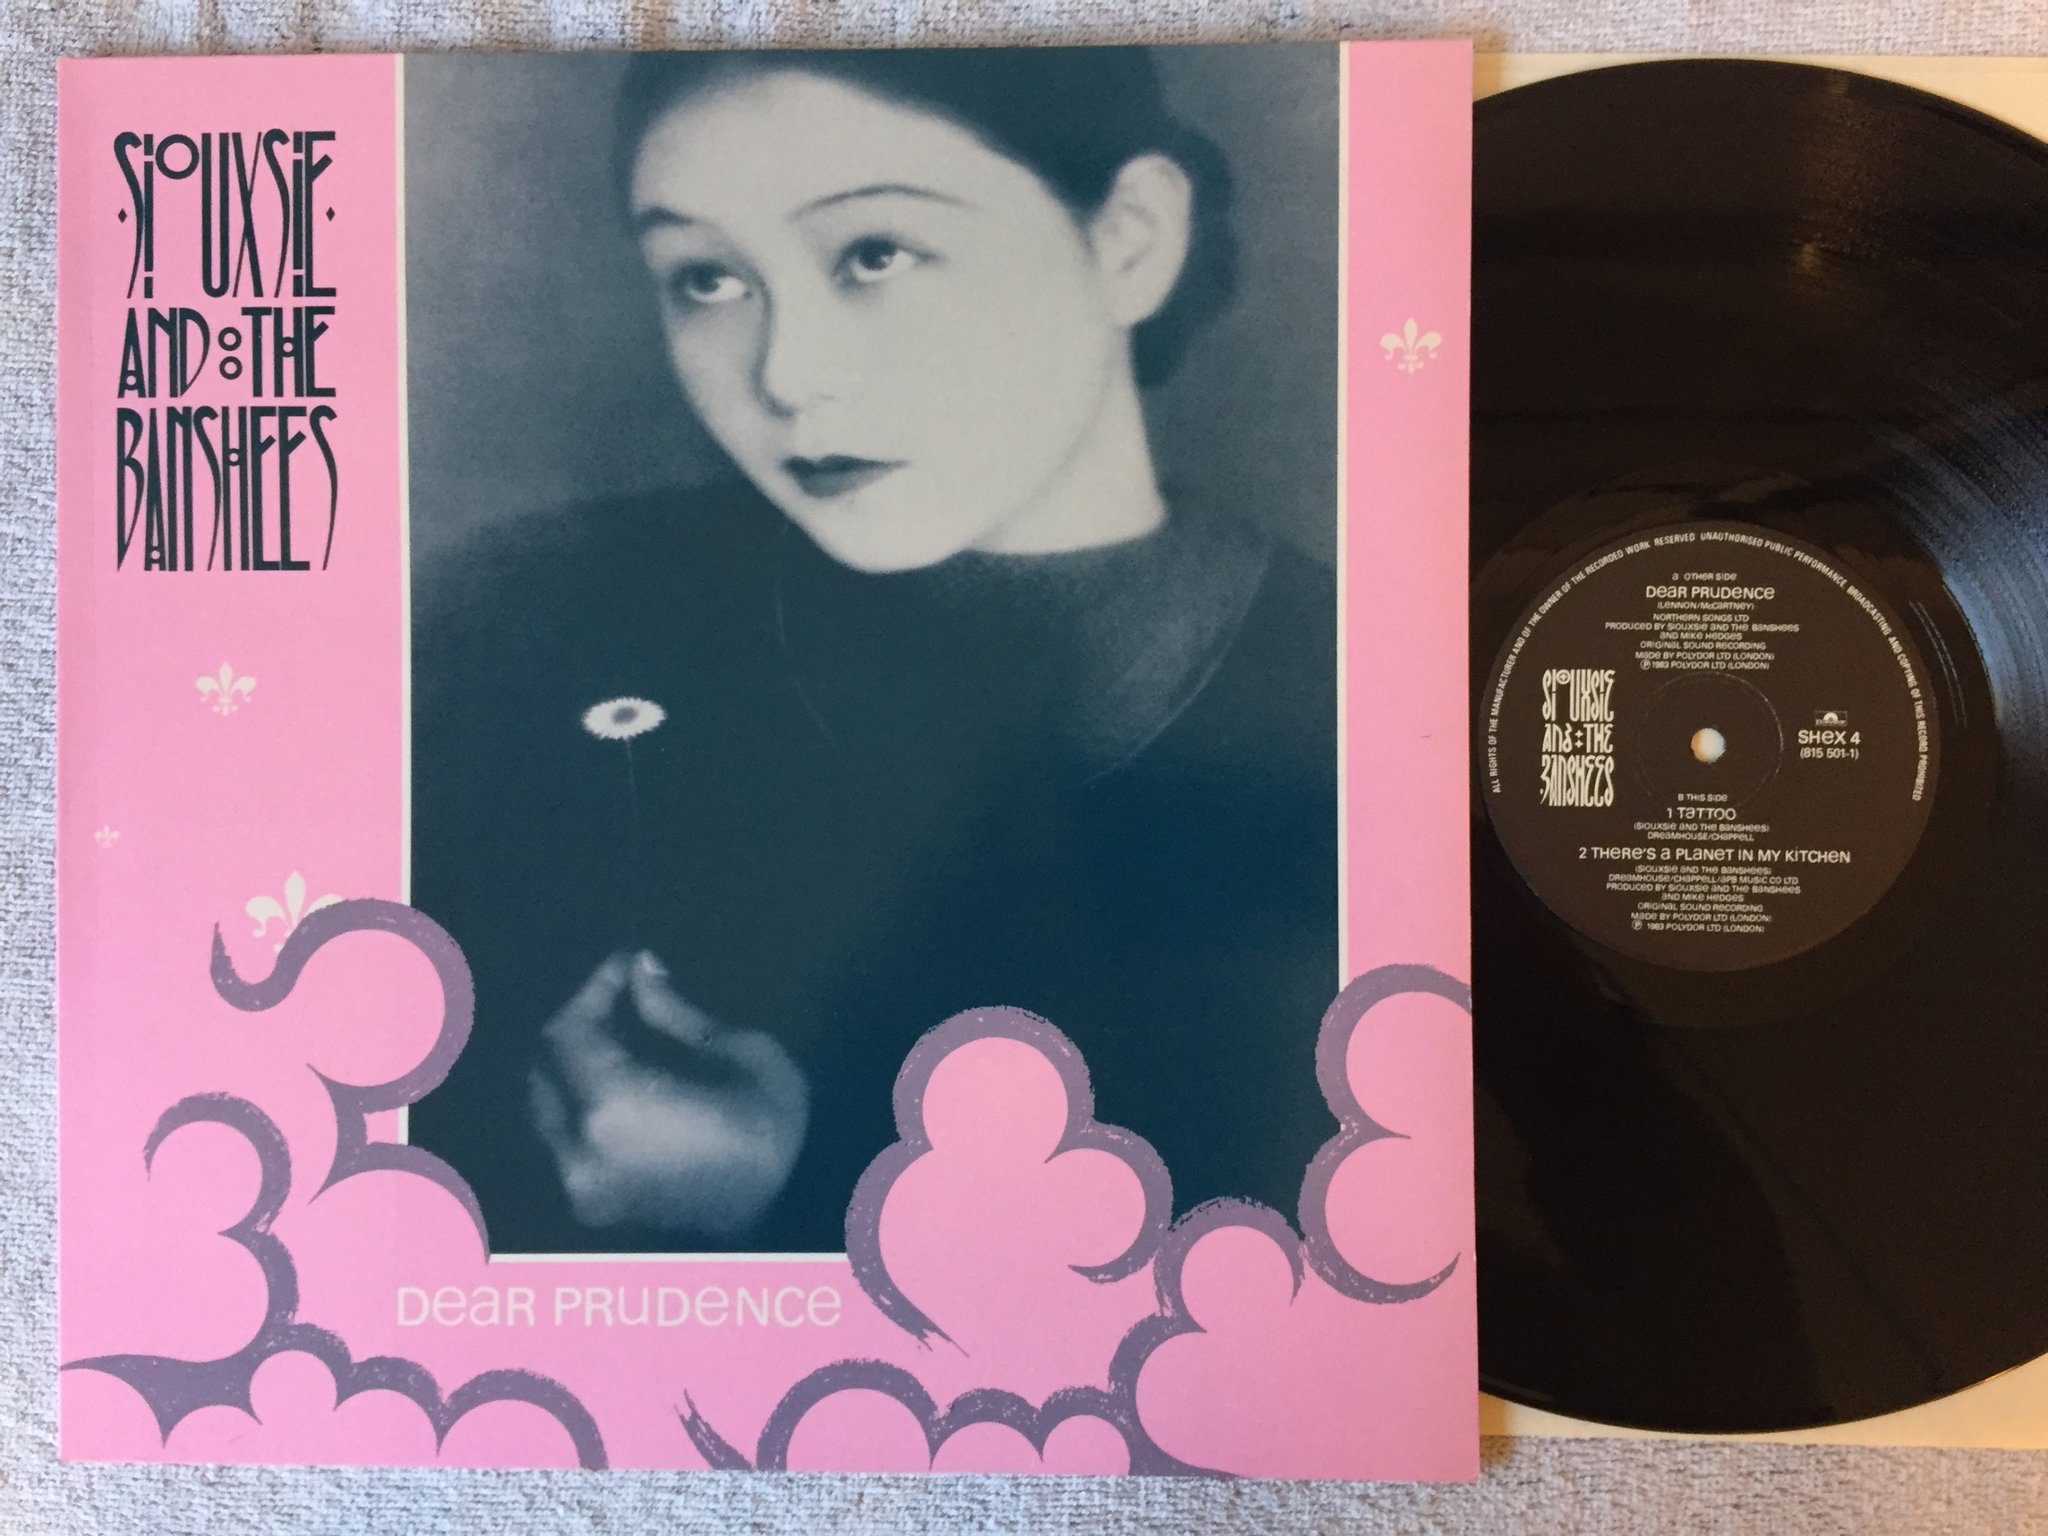 SIOUXSIE
AND THE
BANSHEES
DEAR PRUDENCE
ALL RIGHTS OF THE MANUFACTURER AND OF THE OWNER OF THE RECORDED WORK RESERVED UNAUTHORISED PUBLIC PERFORMANCE, BROADCASTING AND COPYING OF THIS RECORD PROHIBITED
A OTHER SIDE
DEAR PRUDENCE
(LENNON/McCARTNEY)
NORTHERN SONGS LTD
PRODUCED BY SIOUXSIE AND THE BANSHEES
AND MIKE HEDGES
ORIGINAL SOUND RECORDING
MADE BY POLYDOR LTD (LONDON)
Ⓟ 1983 POLYDOR LTD (LONDON)
SIOUXSIE
AND:THE
BANSHEES
SHEX 4
(815 501-1)
B THIS SIDE
1 TATTOO
(SIOUXSIE AND THE BANSHEES)
DREAMHOUSE/CHAPPELL
2 THERE'S A PLANET IN MY KITCHEN
(SIOUXSIE AND THE BANSHEES)
DREAMHOUSE/CHAPPELL/APB MUSIC CO LTD
PRODUCED BY SIOUXSIE AND THE BANSHEES
AND MIKE HEDGES
ORIGINAL SOUND RECORDING
MADE BY POLYDOR LTD (LONDON)
Ⓟ 1983 POLYDOR LTD (LONDON)